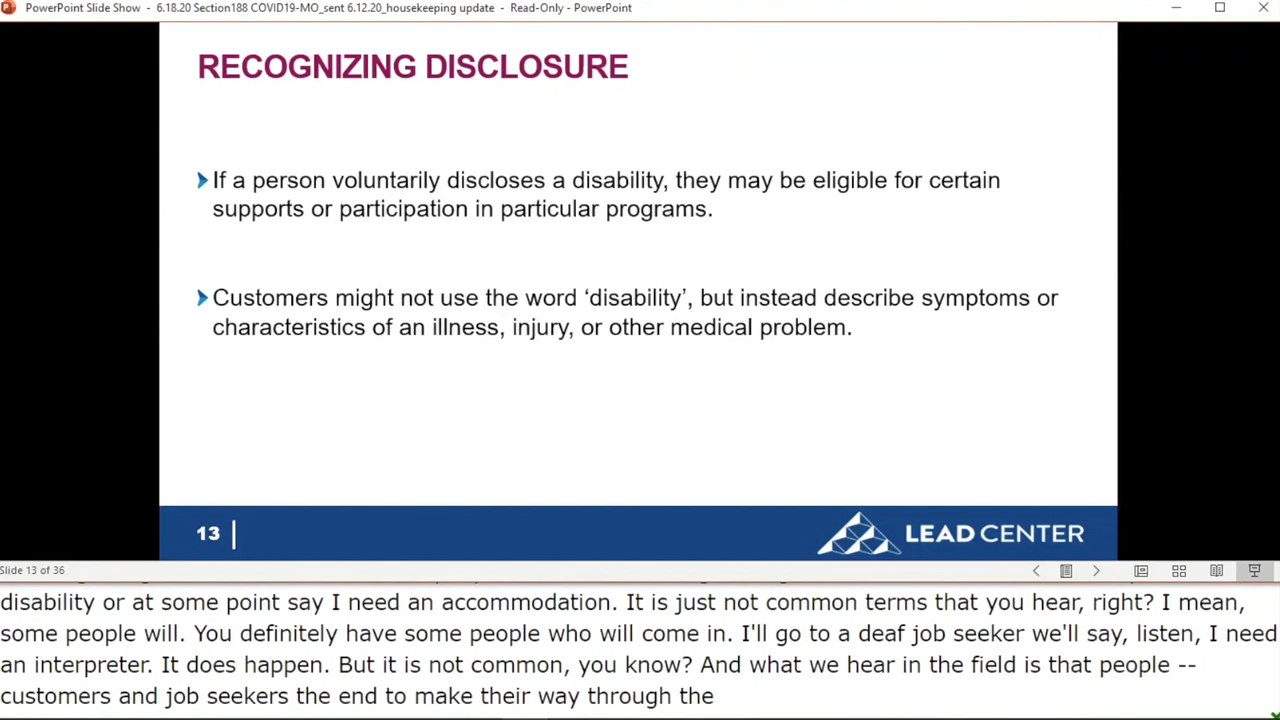 PowerPoint Slide Show - 6.18.20 Section188 COVID19-MO_sent 6.12.20_housekeeping update - Read-Only - PowerPoint
RECOGNIZING DISCLOSURE
If a person voluntarily discloses a disability, they may be eligible for certain
supports or participation in particular programs.
Customers might not use the word ‘disability’, but instead describe symptoms or
characteristics of an illness, injury, or other medical problem.
13
LEAD CENTER
Slide 13 of 36
disability or at some point say I need an accommodation. It is just not common terms that you hear, right? I mean,
some people will. You definitely have some people who will come in. I'll go to a deaf job seeker we'll say, listen, I need
an interpreter. It does happen. But it is not common, you know? And what we hear in the field is that people --
customers and job seekers the end to make their way through the